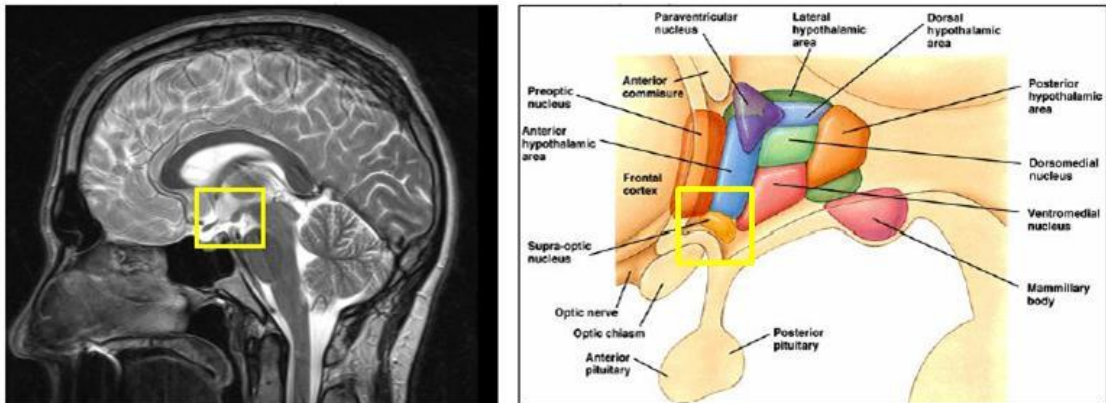 Paraventricular
nucleus
Lateral
hypothalamic
area
Dorsal
hypothalamic
area
Anterior
commisure
Preoptic
nucleus
Posterior
hypothalamic
area
Anterior
hypothalamic
area
Dorsomedial
nucleus
Frontal
cortex
Ventromedial
nucleus
Supra-optic
nucleus
Mammillary
body
Optic nerve
Optic chiasm
Posterior
pituitary
Anterior
pituitary